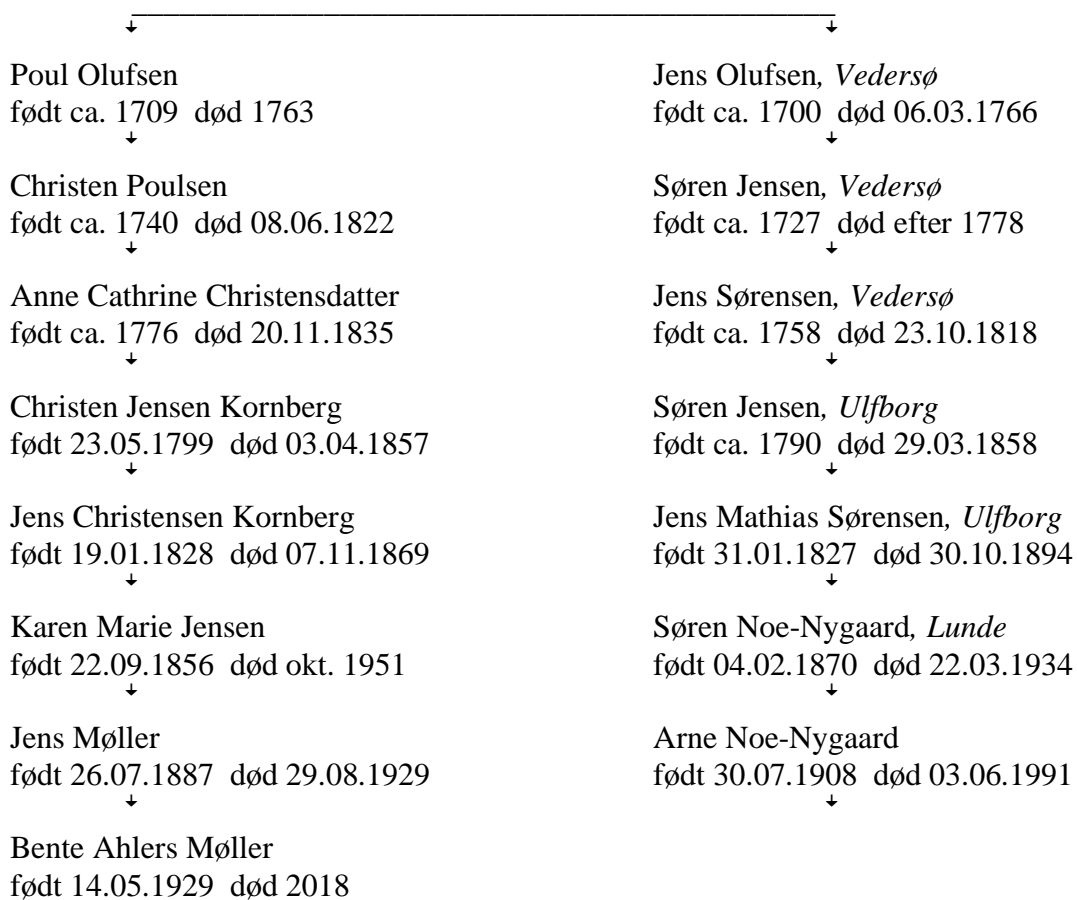 Poul Olufsen
født ca. 1709 død 1763
Christen Poulsen
født ca. 1740 død 08.06.1822
Anne Cathrine Christensdatter
født ca. 1776 død 20.11.1835
Christen Jensen Kornberg
født 23.05.1799 død 03.04.1857
Jens Christensen Kornberg
født 19.01.1828 død 07.11.1869
Karen Marie Jensen
født 22.09.1856 død okt. 1951
Jens Møller
født 26.07.1887 død 29.08.1929
Bente Ahlers Møller
født 14.05.1929 død 2018
Jens Olufsen, Vedersø
født ca. 1700 død 06.03.1766
Søren Jensen, Vedersø
født ca. 1727 død efter 1778
Jens Sørensen, Vedersø
født ca. 1758 død 23.10.1818
Søren Jensen, Ulfborg
født ca. 1790 død 29.03.1858
Jens Mathias Sørensen, Ulfborg
født 31.01.1827 død 30.10.1894
Søren Noe-Nygaard, Lunde
født 04.02.1870 død 22.03.1934
Arne Noe-Nygaard
født 30.07.1908 død 03.06.1991